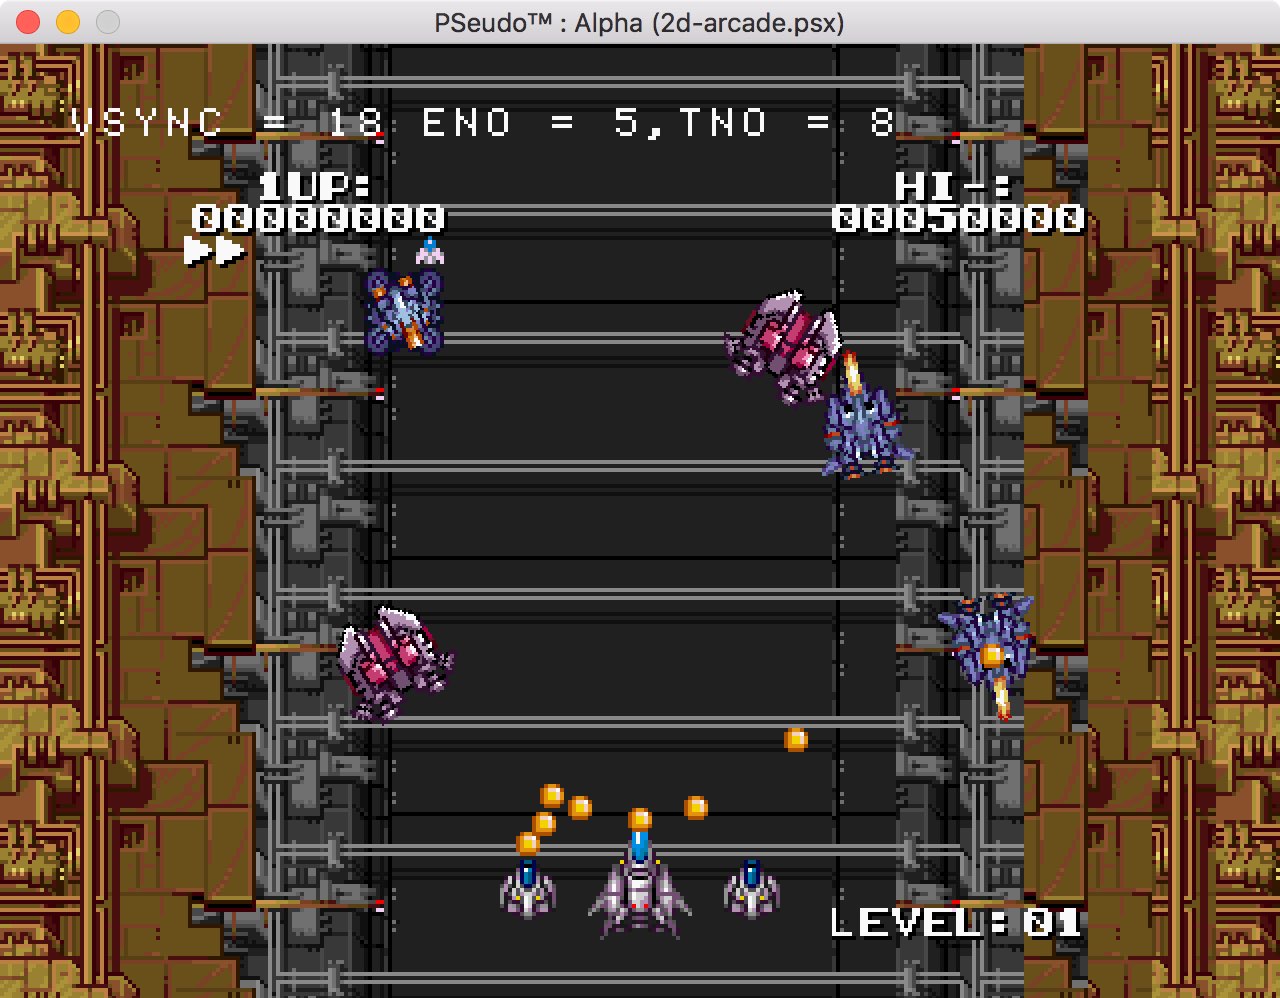 PSeudo™ : Alpha (2d-arcade.psx)
VSYNC = 18 ENO = 5,TNO = 8
1UP: HI-:
00000000 00050000
LEVEL:01